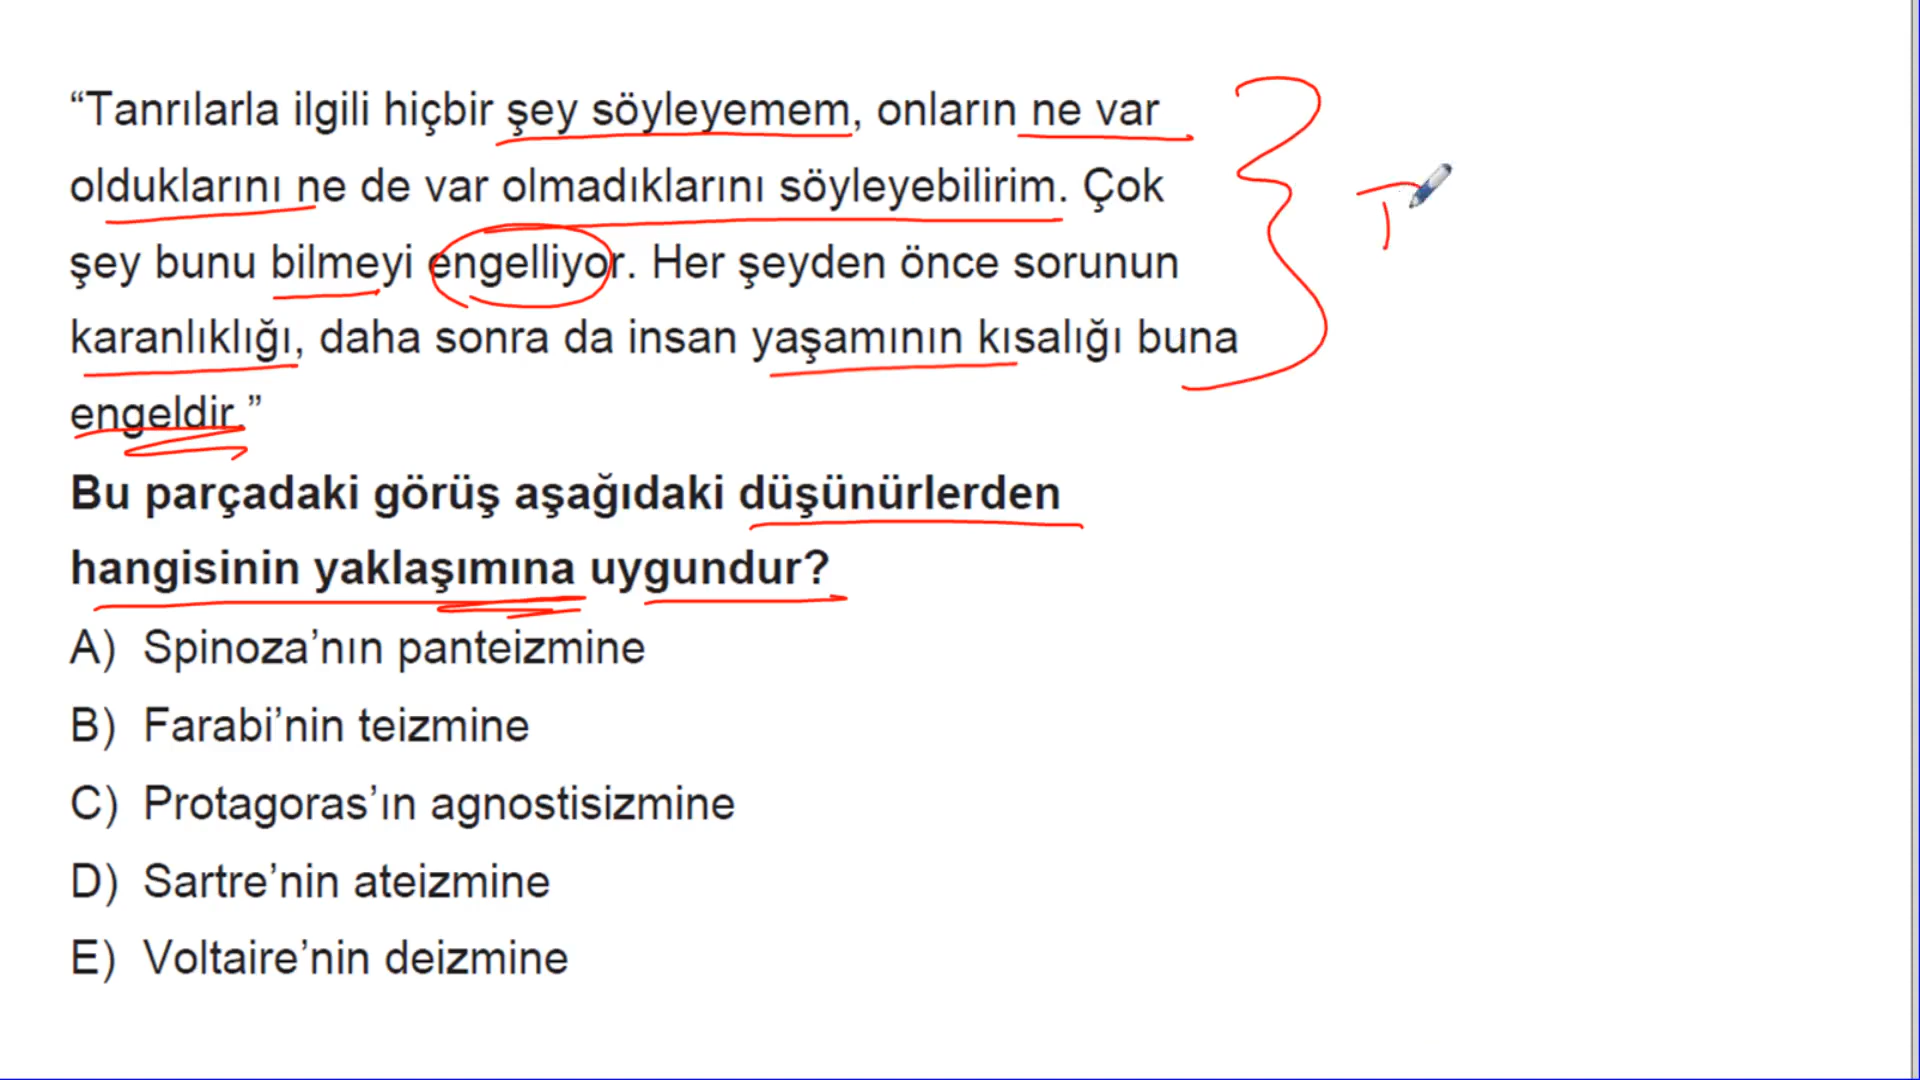 “Tanrılarla ilgili hiçbir şey söyleyemem, onların ne var
olduklarını ne de var olmadıklarını söyleyebilirim. Çok
şey bunu bilmeyi engelliyor. Her şeyden önce sorunun
karanlıklığı, daha sonra da insan yaşamının kısalığı buna
engeldir.”
Bu parçadaki görüş aşağıdaki düşünürlerden
hangisinin yaklaşımına uygundur?
A) Spinoza’nın panteizmine
B) Farabi’nin teizmine
C) Protagoras’ın agnostisizmine
D) Sartre’nin ateizmine
E) Voltaire’nin deizmine